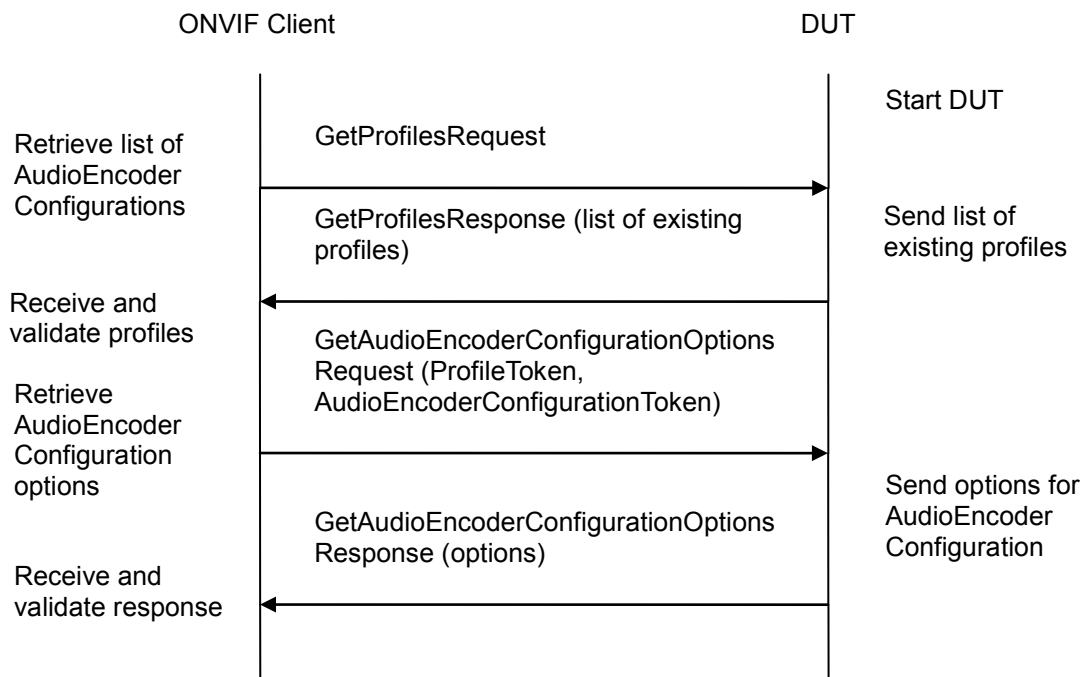 ONVIF Client
DUT
Start DUT
Retrieve list of
AudioEncoder
Configurations
GetProfilesRequest
GetProfilesResponse (list of existing
profiles)
Send list of
existing profiles
Receive and
validate profiles
GetAudioEncoderConfigurationOptions
Request (ProfileToken,
AudioEncoderConfigurationToken)
Retrieve
AudioEncoder
Configuration
options
Send options for
AudioEncoder
Configuration
GetAudioEncoderConfigurationOptions
Response (options)
Receive and
validate response